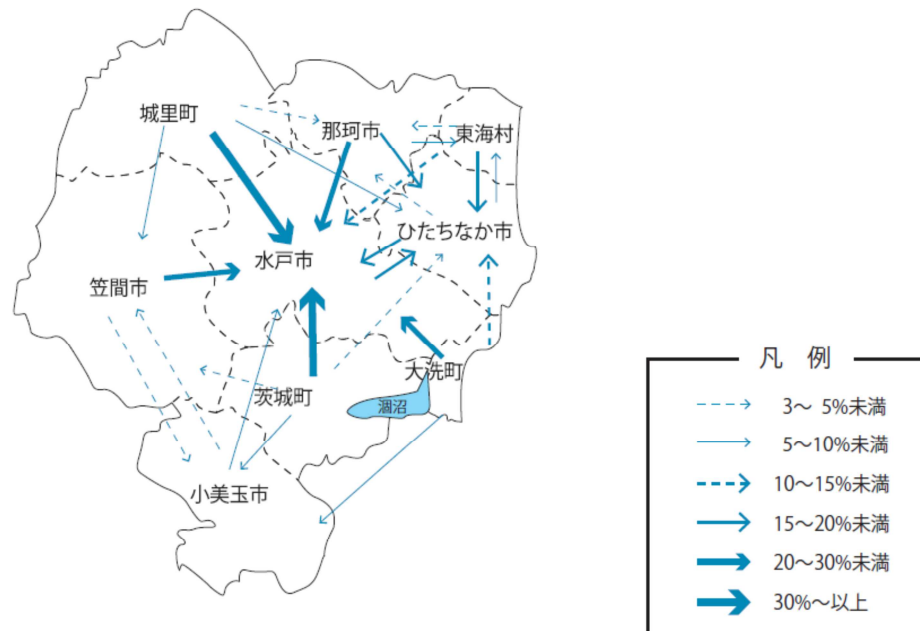 城里町
那珂市
東海村
ひたちなか市
水戸市
笠間市
大洗町
茨城町
涸沼
小美玉市
凡 例
3～ 5%未満
5～10%未満
10～15%未満
15～20%未満
20～30%未満
30%～以上